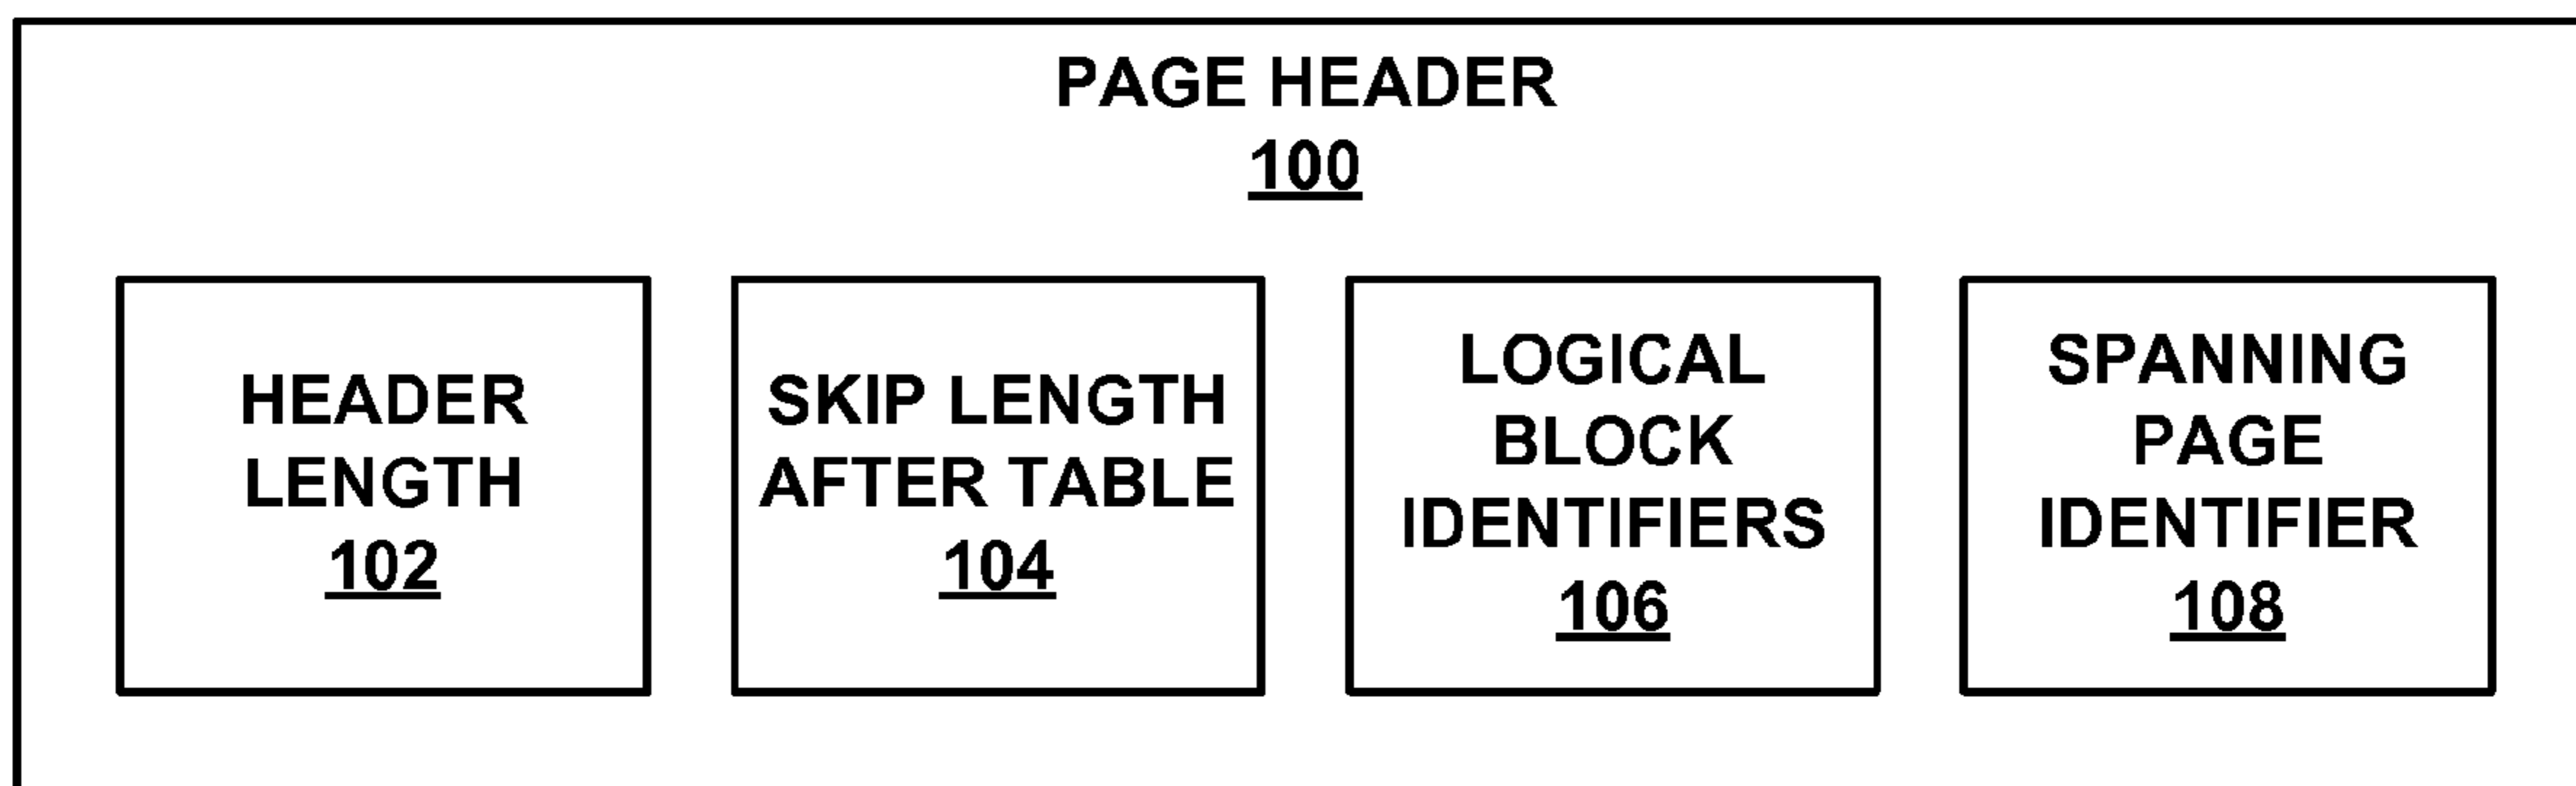 PAGE HEADER
100
HEADER
LENGTH
102
SKIP LENGTH
AFTER TABLE
104
LOGICAL
BLOCK
IDENTIFIERS
106
SPANNING
PAGE
IDENTIFIER
108